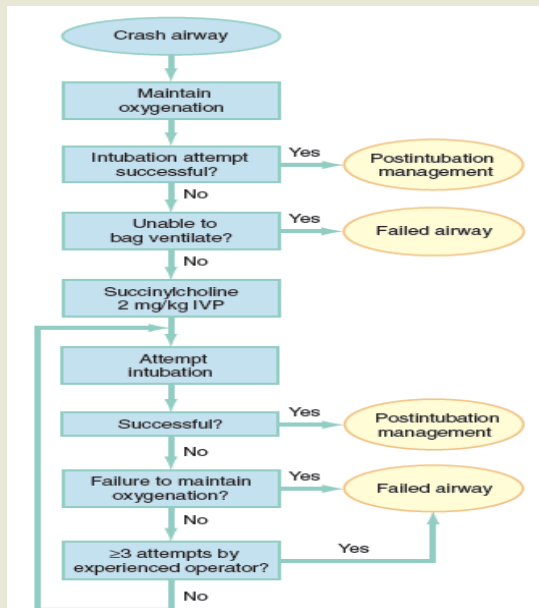 Crash airway
Maintain
oxygenation
Intubation attempt
successful?
Yes
Postintubation
management
No
Unable to
bag ventilate?
Yes
Failed airway
No
Succinylcholine
2 mg/kg IVP
Attempt
intubation
Successful?
Yes
Postintubation
management
No
Failure to maintain
oxygenation?
Yes
Failed airway
No
≥3 attempts by
experienced operator?
Yes
No